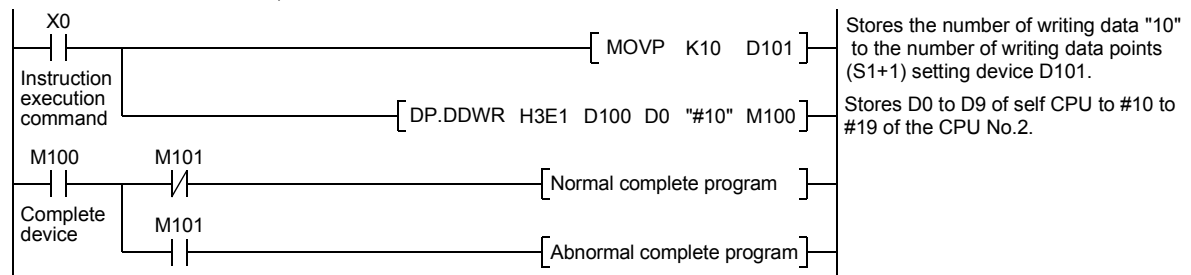 X0
MOVP K10 D101
Stores the number of writing data "10"
to the number of writing data points
(S1+1) setting device D101.
Instruction
execution
command
DP.DDWR H3E1 D100 D0 "#10" M100
Stores D0 to D9 of self CPU to #10 to
#19 of the CPU No.2.
M100 M101
Normal complete program
Complete
device
M101
Abnormal complete program